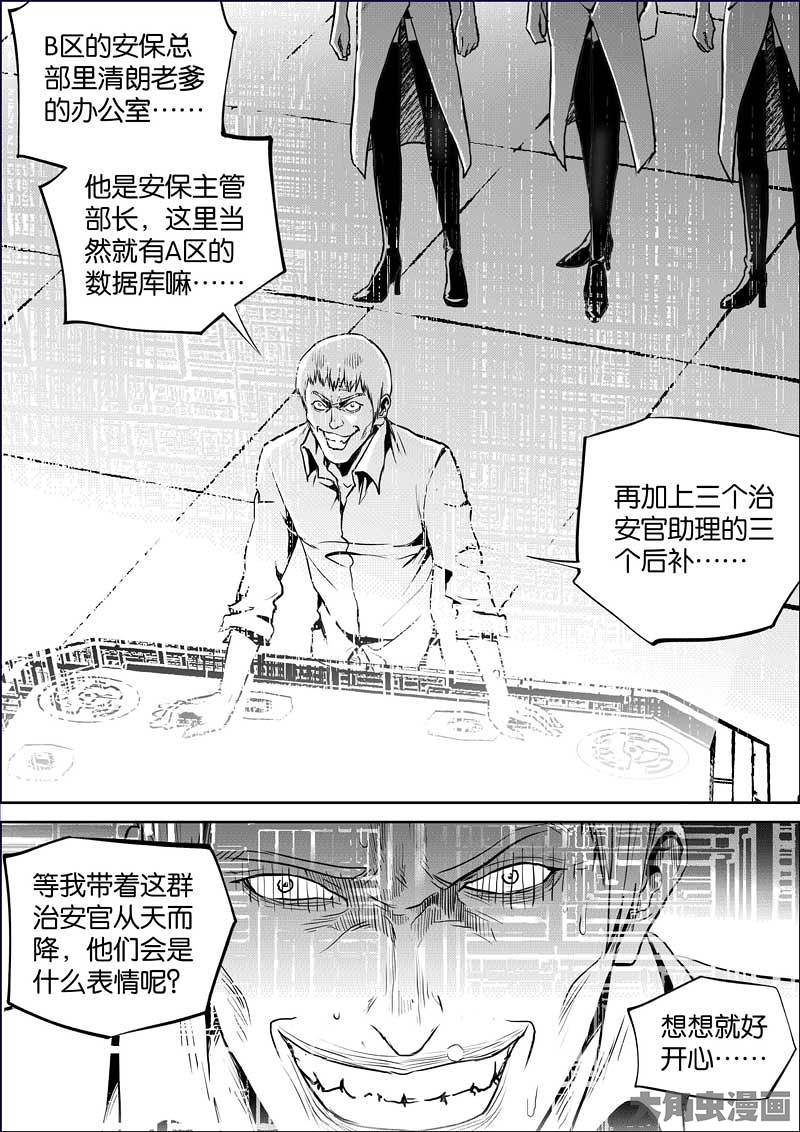 B区的安保总
部里清朗老爹
的办公室……
他是安保主管
部长，这里当
然就有A区的
数据库嘛……
再加上三个治
安官助理的三
个后补……
等我带着这群
治安官从天而
降，他们会是
什么表情呢？
想想就好
开心……
大角虫漫画